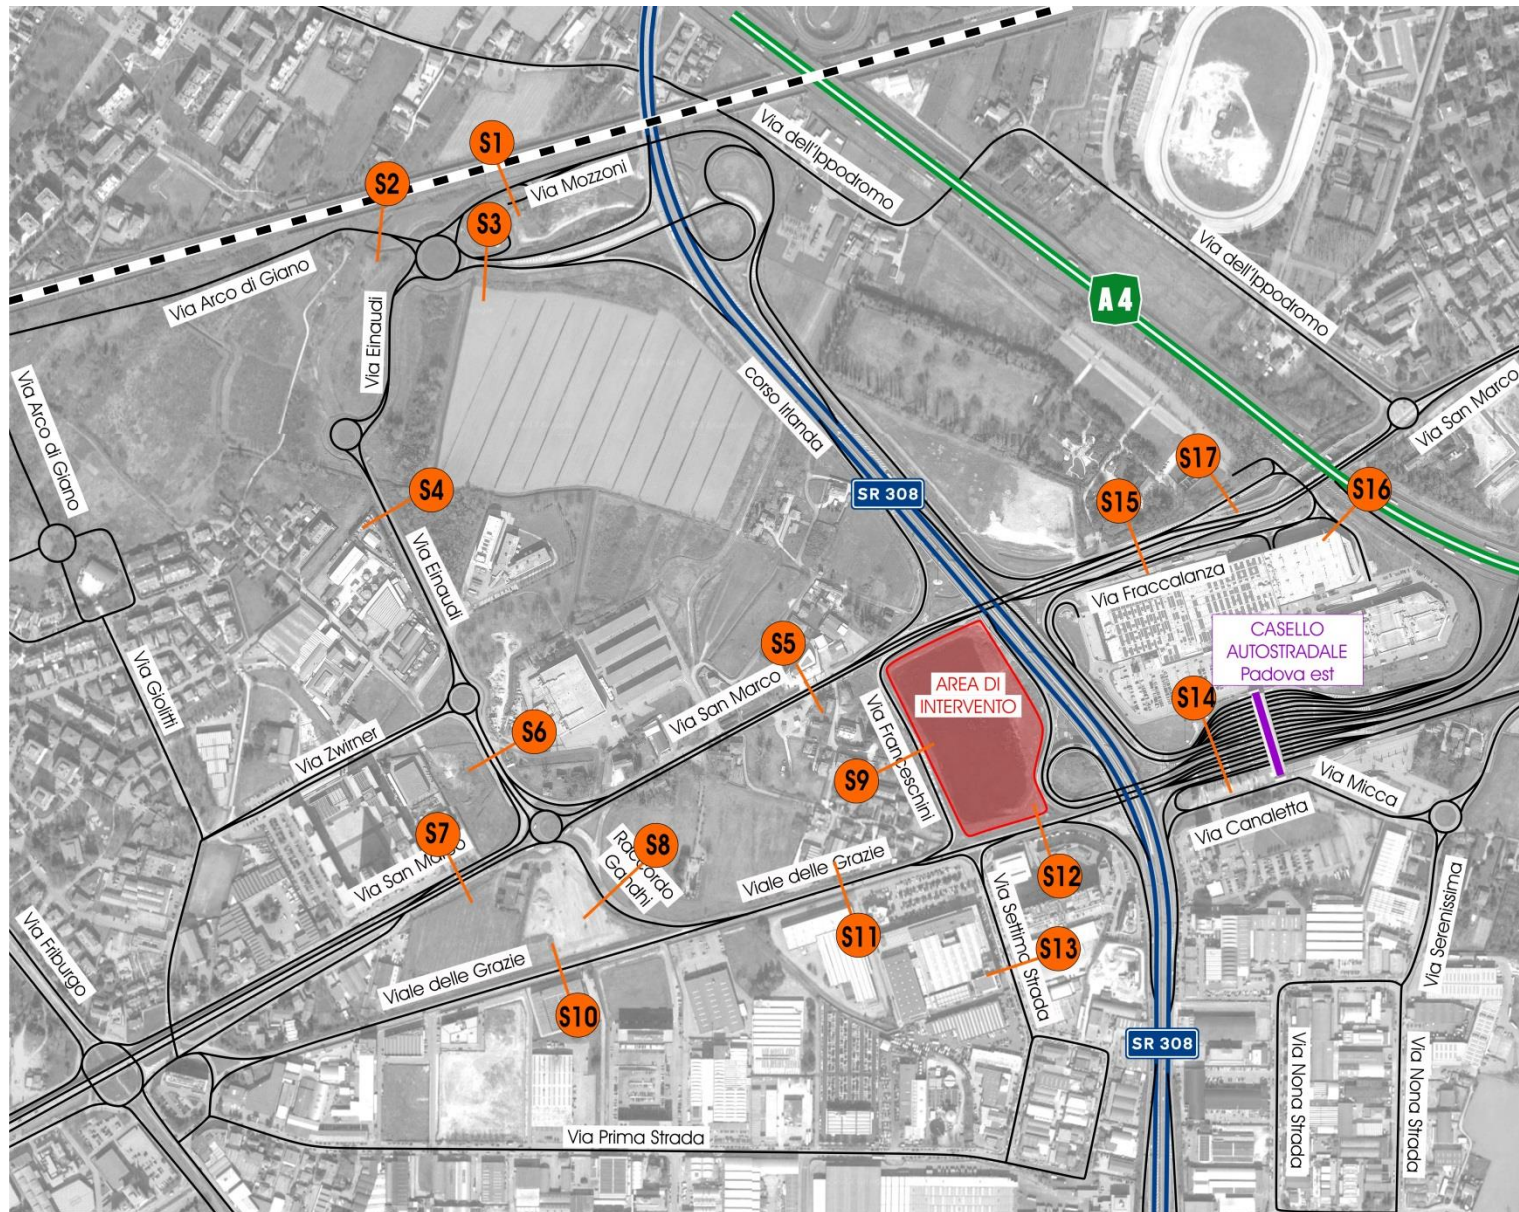 S1
Via Mozzoni
S2
S3
Via dell'Ippodromo
Via Arco di Giano
Via Einaudi
Via dell'Ippodromo
A4
Via Arco di Giano
corso Irlanda
Via San Marco
S4
SR 308
S17
S15
S16
Via Einaudi
Via Fraccalanza
CASELLO
AUTOSTRADALE
Padova est
Via Giolitti
S5
Via San Marco
AREA DI
INTERVENTO
S14
Via Zwirner
S6
Via Franceschini
S9
Via Micca
Via Canaletta
S7
S8
Via San Marco
Raccordo
Gandhi
Viale delle Grazie
S12
Via Settima Strada
Via Serenissima
Via Friburgo
S11
S13
Viale delle Grazie
S10
SR 308
Via Nona Strada
Via Nona Strada
Via Prima Strada